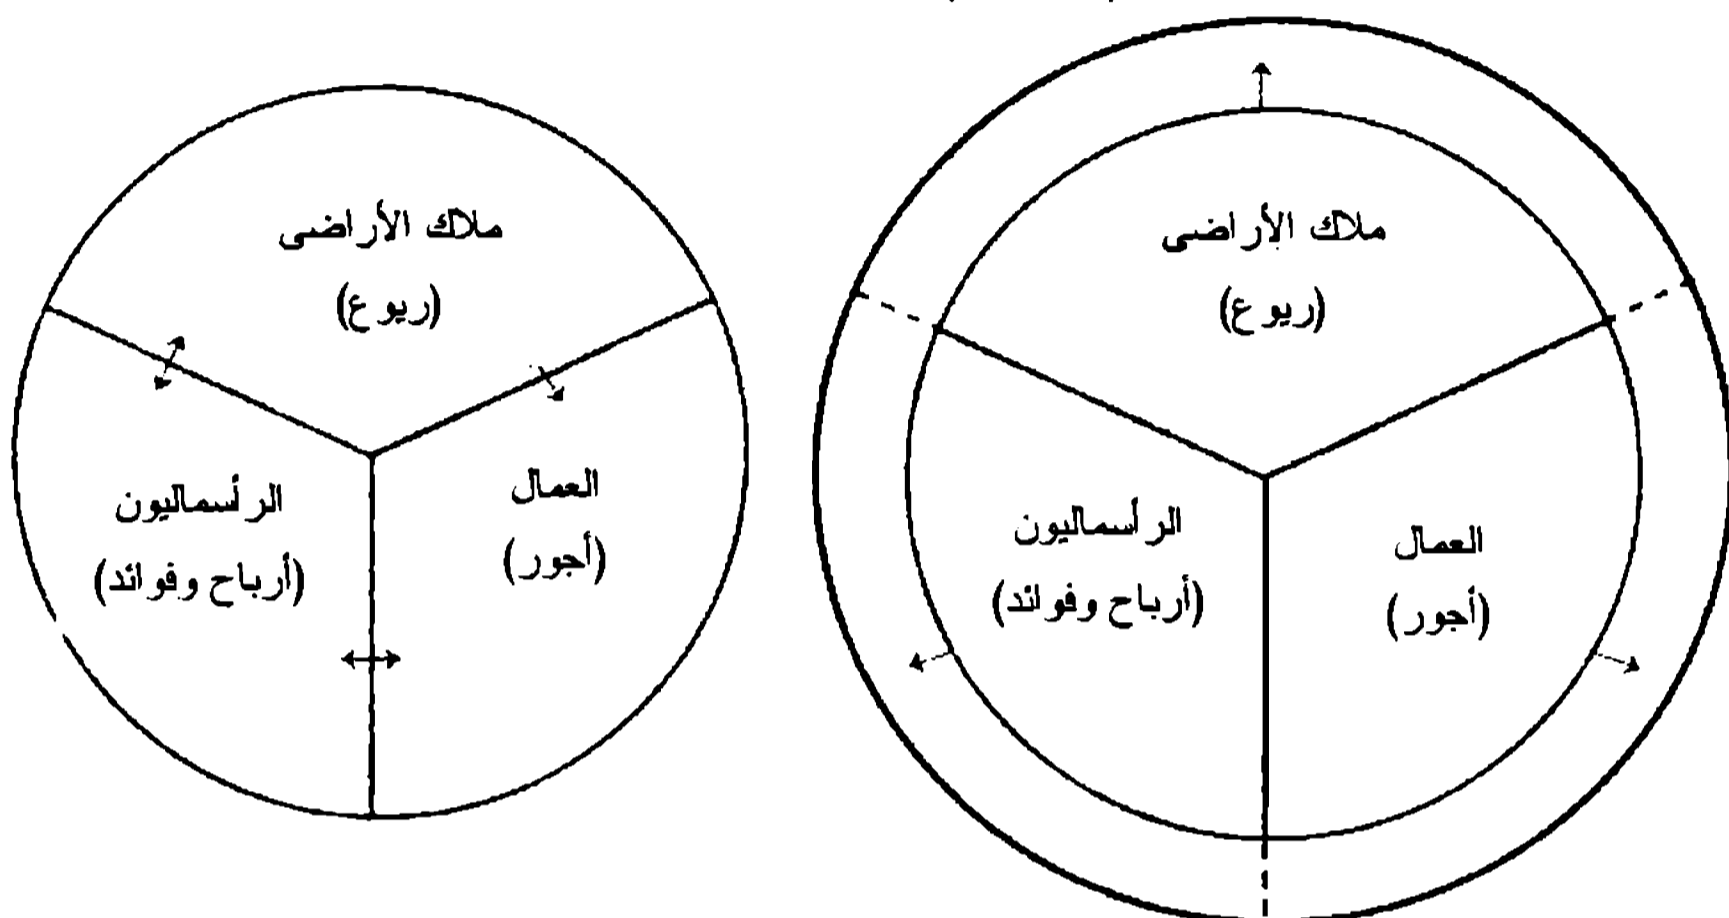 ملاك الأراضى
(ريوع)
الرأسماليون
(أرباح وفوائد)
العمال
(أجور)
ملاك الأراضى
(ريوع)
الرأسماليون
(أرباح وفوائد)
العمال
(أجور)